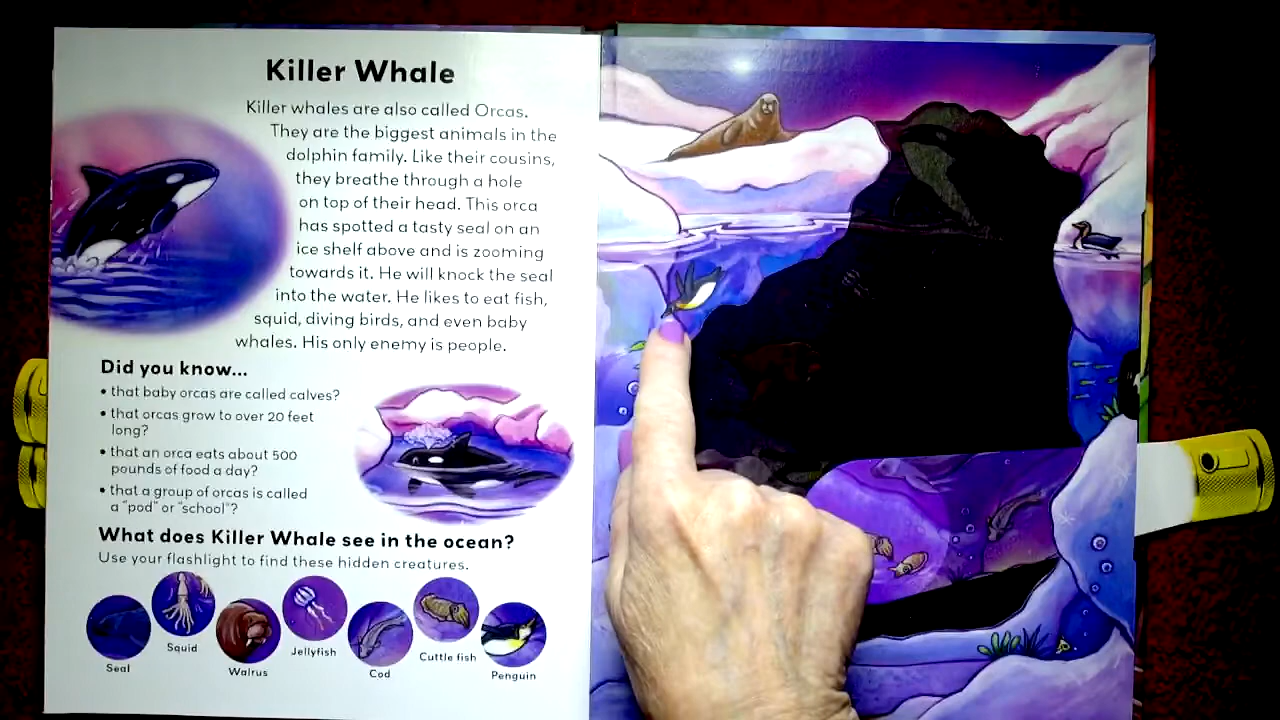 Killer Whale
Killer whales are also called Orcas.
They are the biggest animals in the
dolphin family. Like their cousins,
they breathe through a hole
on top of their head. This orca
has spotted a tasty seal on an
ice shelf above and is zooming
towards it. He will knock the seal
into the water. He likes to eat fish,
squid, diving birds, and even baby
whales. His only enemy is people.
Did you know...
• that baby orcas are called calves?
• that orcas grow to over 20 feet
long?
• that an orca eats about 500
pounds of food a day?
• that a group of orcas is called
a "pod" or "school"?
What does Killer Whale see in the ocean?
Use your flashlight to find these hidden creatures.
Seal
Squid
Walrus
Jellyfish
Cod
Cuttle fish
Penguin